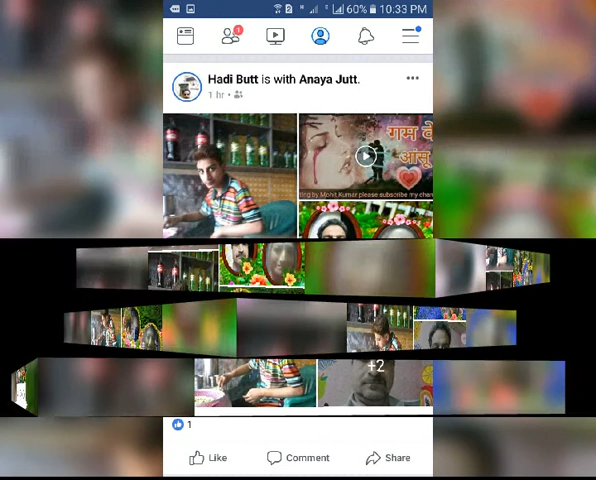 60% 10:33 PM
Hadi Butt is with Anaya Jutt.
1 hr
गम के
आंसू
by Mohit Kumar please subscribe my chan
+2
1
Like Comment Share